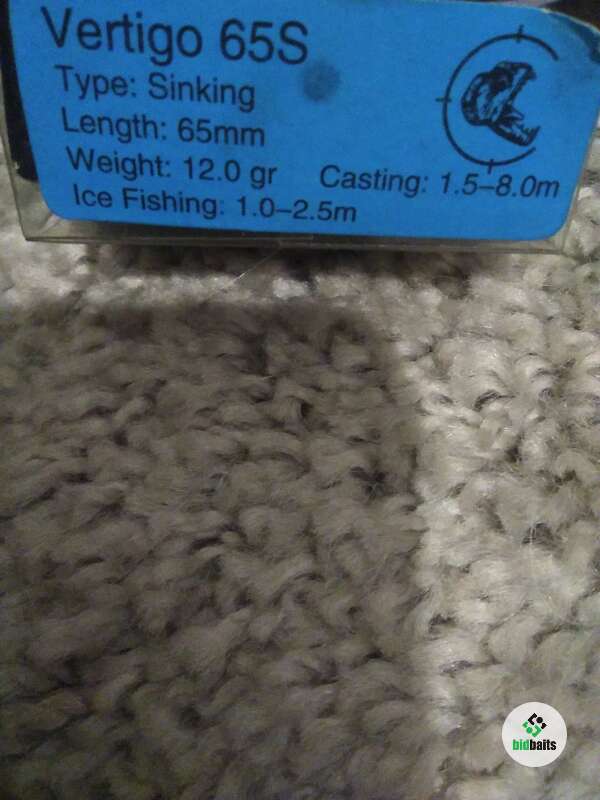 Vertigo 65S
Type: Sinking
Length: 65mm
Weight: 12.0 gr Casting: 1.5–8.0m
Ice Fishing: 1.0–2.5m
bidbaits